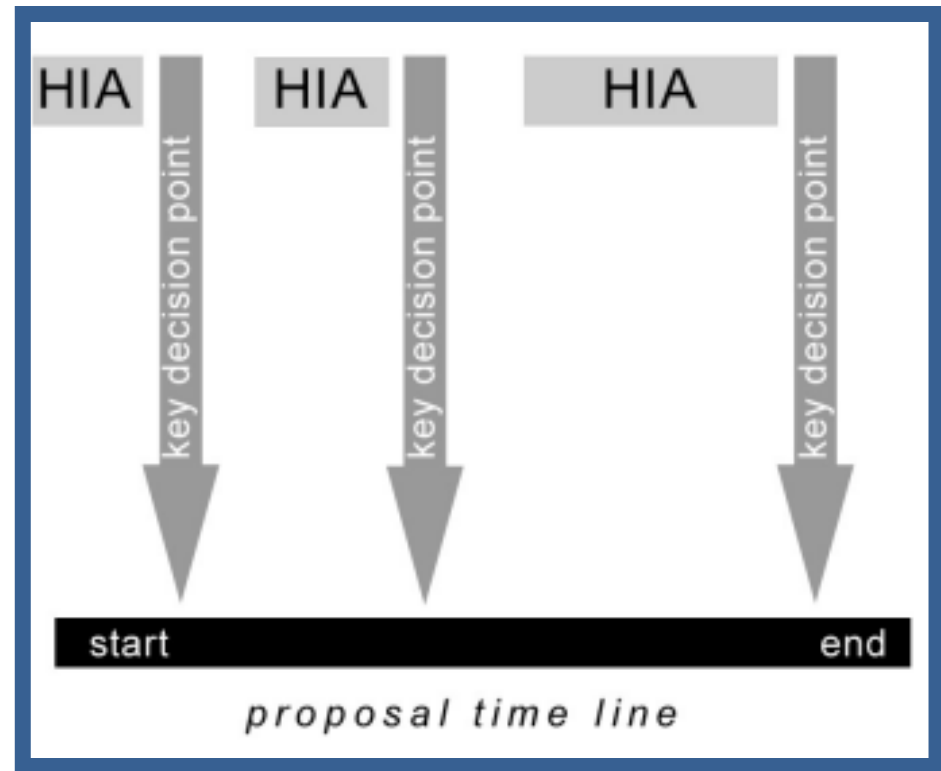 HIA
HIA
HIA
key decision point
key decision point
key decision point
start
end
proposal time line